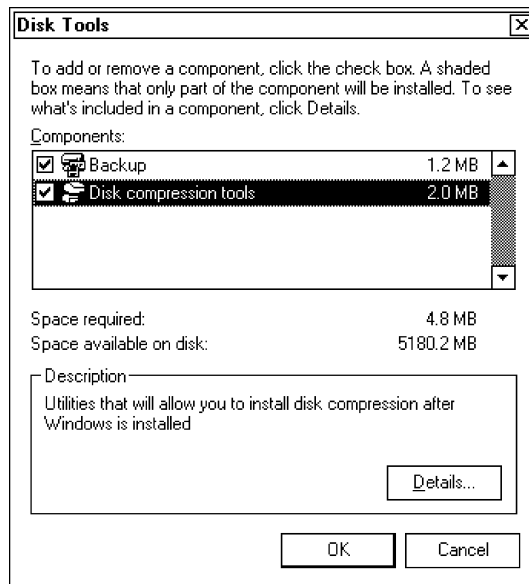 Disk Tools
To add or remove a component, click the check box. A shaded
box means that only part of the component will be installed. To see
what's included in a component, click Details.
Components:
Backup 1.2 MB
Disk compression tools 2.0 MB
Space required: 4.8 MB
Space available on disk: 5180.2 MB
Description
Utilities that will allow you to install disk compression after
Windows is installed
Details...
OK Cancel